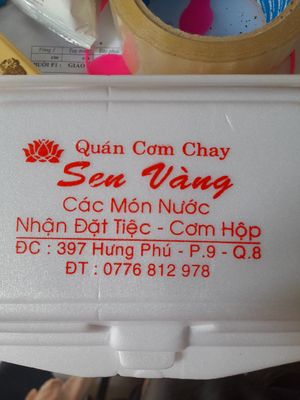 Quán Cơm Chay
Sen Vàng
Các Món Nước
Nhận Đặt Tiệc - Cơm Hộp
ĐC : 397 Hưng Phú - P.9 - Q.8
ĐT : 0776 812 978